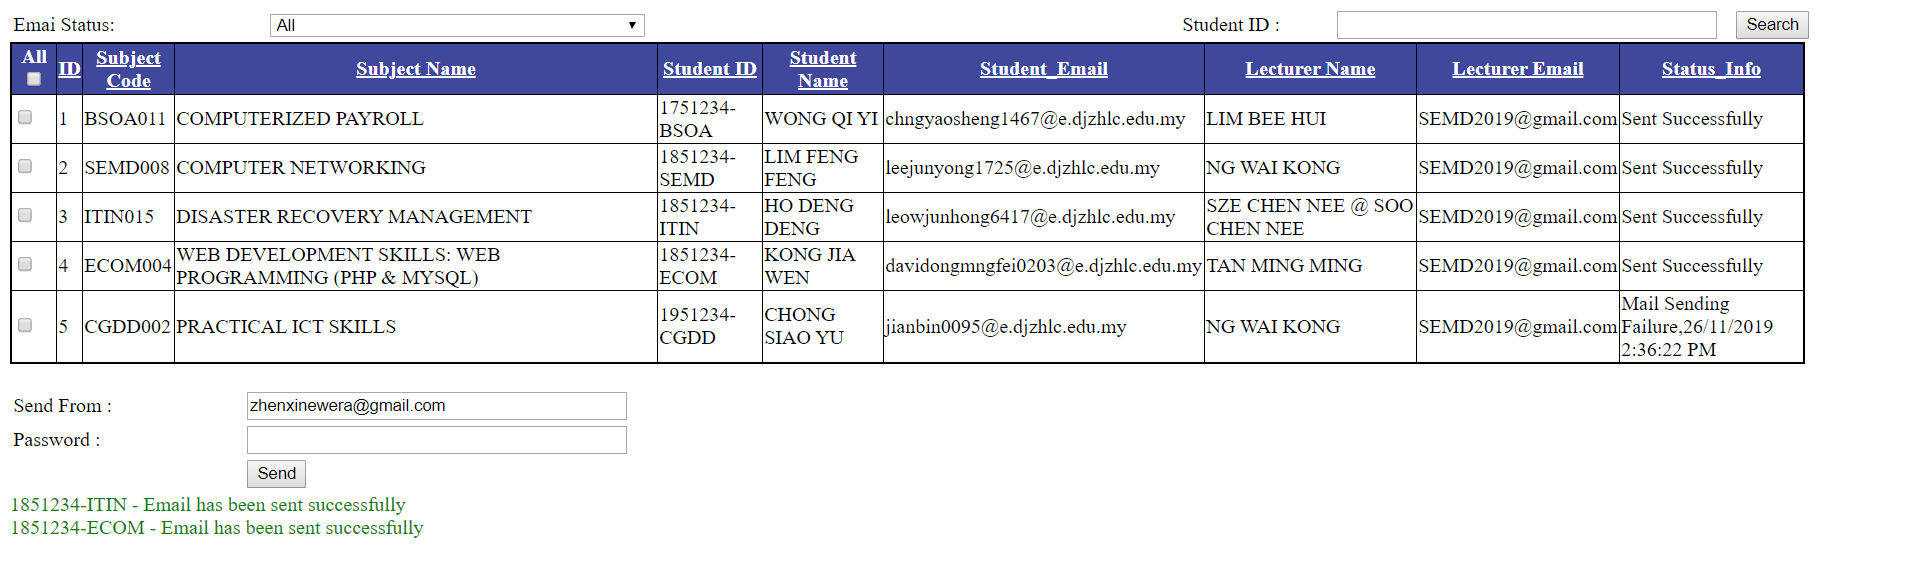 Emai Status: All Student ID : Search
All ID Subject Code Subject Name Student ID Student Name Student_Email Lecturer Name Lecturer Email Status_Info
1 BSOA011 COMPUTERIZED PAYROLL 1751234-BSOA WONG QI YI chngyaosheng1467@e.djzhlc.edu.my LIM BEE HUI SEMD2019@gmail.com Sent Successfully
2 SEMD008 COMPUTER NETWORKING 1851234-SEMD LIM FENG FENG leejunyong1725@e.djzhlc.edu.my NG WAI KONG SEMD2019@gmail.com Sent Successfully
3 ITIN015 DISASTER RECOVERY MANAGEMENT 1851234-ITIN HO DENG DENG leowjunhong6417@e.djzhlc.edu.my SZE CHEN NEE @ SOO CHEN NEE SEMD2019@gmail.com Sent Successfully
4 ECOM004 WEB DEVELOPMENT SKILLS: WEB PROGRAMMING (PHP & MYSQL) 1851234-ECOM KONG JIA WEN davidongmngfei0203@e.djzhlc.edu.my TAN MING MING SEMD2019@gmail.com Sent Successfully
5 CGDD002 PRACTICAL ICT SKILLS 1951234-CGDD CHONG SIAO YU jianbin0095@e.djzhlc.edu.my NG WAI KONG SEMD2019@gmail.com Mail Sending Failure,26/11/2019 2:36:22 PM
Send From : zhenxinewera@gmail.com
Password :
Send
1851234-ITIN - Email has been sent successfully
1851234-ECOM - Email has been sent successfully